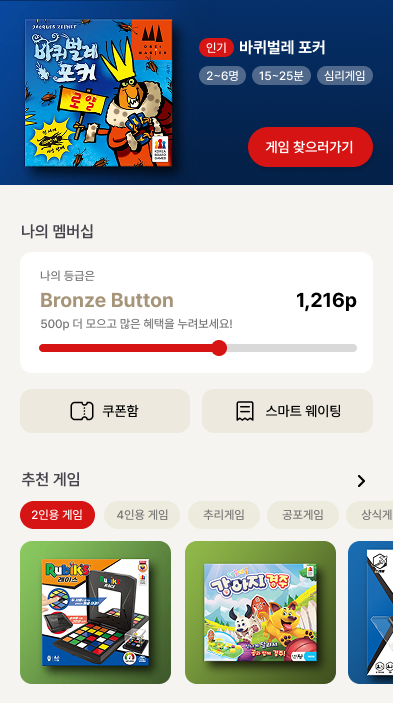 JACQUES ZEIMET
바퀴벌레
포커
DREI
MAGIER
로얄
KOREA
BOARD
GAMES
인기 바퀴벌레 포커
2~6명 15~25분 심리게임
게임 찾으러가기
나의 멤버십
나의 등급은
Bronze Button 1,216p
500p 더 모으고 많은 혜택을 누려보세요!
쿠폰함 스마트 웨이팅
추천 게임
2인용 게임 4인용 게임 추리게임 공포게임 상식게
Rubik's
레이스
Rubik's
RACE
강아지 경주